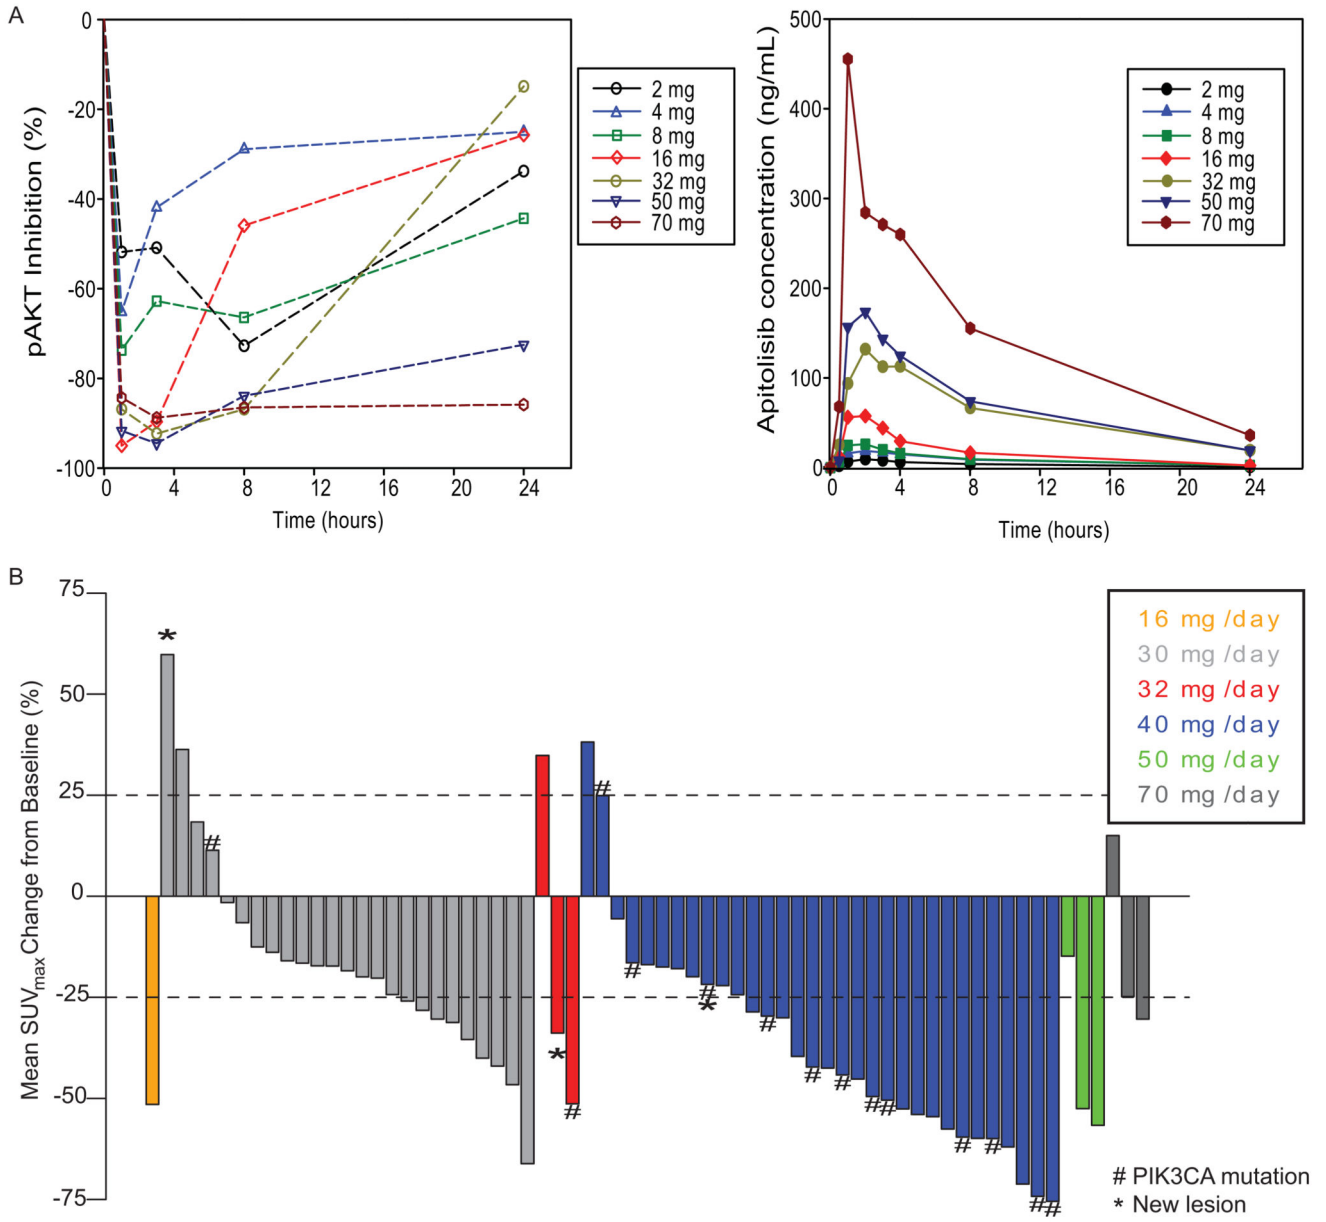 A
0
-20
-40
-60
-80
-100
pAKT Inhibition (%)
0 4 8 12 16 20 24
Time (hours)
2 mg
4 mg
8 mg
16 mg
32 mg
50 mg
70 mg
500
400
300
200
100
0
Apitolisib concentration (ng/mL)
0 4 8 12 16 20 24
Time (hours)
2 mg
4 mg
8 mg
16 mg
32 mg
50 mg
70 mg
B
75
50
25
0
-25
-50
-75
Mean SUVmax Change from Baseline (%)
*
#
*
#
#
#
#
*
#
#
#
#
#
#
#
#
#
16 mg /day
30 mg /day
32 mg /day
40 mg /day
50 mg /day
70 mg /day
# PIK3CA mutation
* New lesion